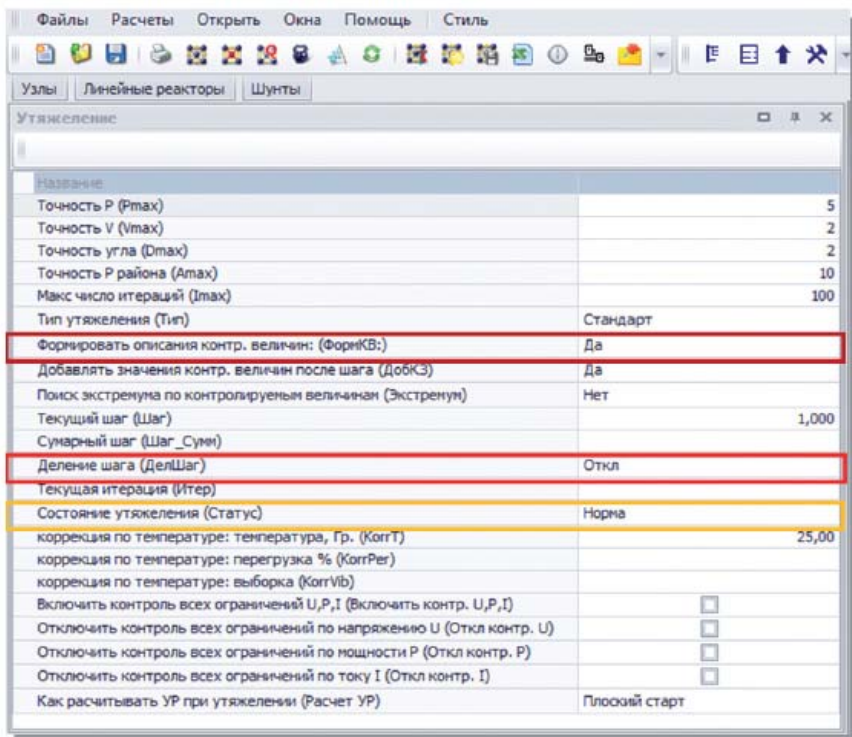 Файлы Расчеты Открыть Окна Помощь Стиль
Узлы Линейные реакторы Шунты
Утяжеление
Название
Точность P (Pmax) 5
Точность V (Vmax) 2
Точность угла (Dmax) 2
Точность P района (Amax) 10
Макс число итераций (Imax) 100
Тип утяжеления (Тип) Стандарт
Формировать описания контр. величин: (ФормКВ:) Да
Добавлять значения контр. величин после шага (ДобКЗ) Да
Поиск экстремума по контролируемым величинам (Экстремум) Нет
Текущий шаг (Шаг) 1,000
Сумарный шаг (Шаг_Сумм)
Деление шага (ДелШаг) Откл
Текущая итерация (Итер)
Состояние утяжеления (Статус) Норма
коррекция по температуре: температура, Гр. (KorrT) 25,00
коррекция по температуре: перегрузка % (KorrPer)
коррекция по температуре: выборка (KorrVib)
Включить контроль всех ограничений U,P,I (Включить контр. U,P,I)
Отключить контроль всех ограничений по напряжению U (Откл контр. U)
Отключить контроль всех ограничений по мощности P (Откл контр. P)
Отключить контроль всех ограничений по току I (Откл контр. I)
Как расчитывать УР при утяжелении (Расчет УР) Плоский старт